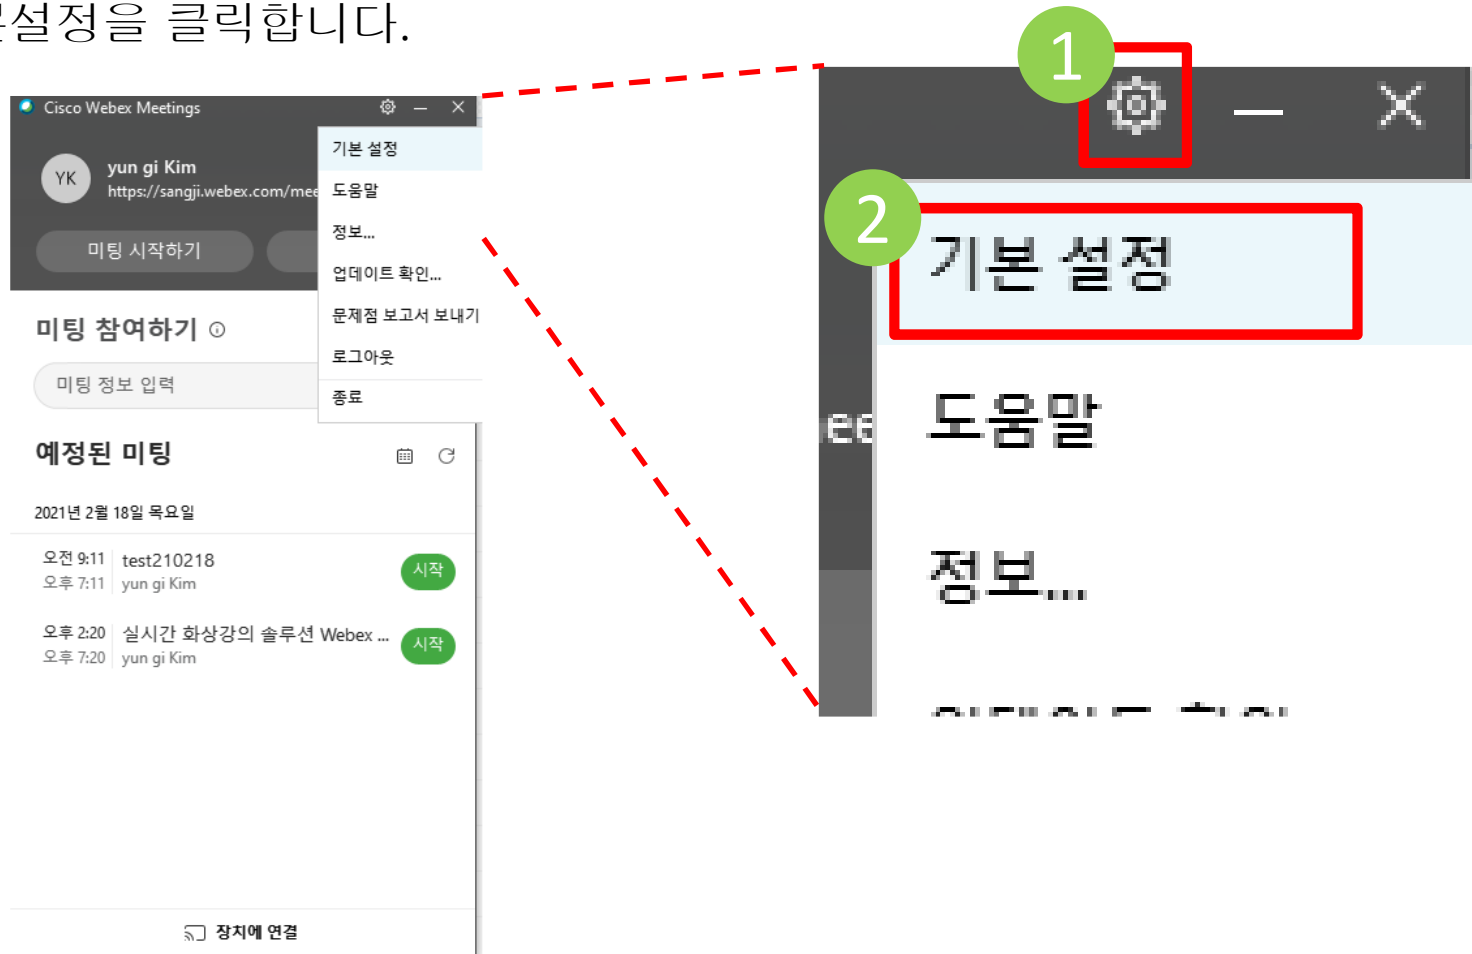 설정을 클릭합니다.
Cisco Webex Meetings
YK
yun gi Kim
https://sangji.webex.com/mee
미팅 시작하기
기본 설정
도움말
정보...
업데이트 확인...
문제점 보고서 보내기
로그아웃
종료
미팅 참여하기
미팅 정보 입력
예정된 미팅
2021년 2월 18일 목요일
오전 9:11 test210218
오후 7:11 yun gi Kim
시작
오후 2:20 실시간 화상강의 솔루션 Webex ...
오후 7:20 yun gi Kim
시작
장치에 연결
1
2
기본 설정
ee
도움말
정보...